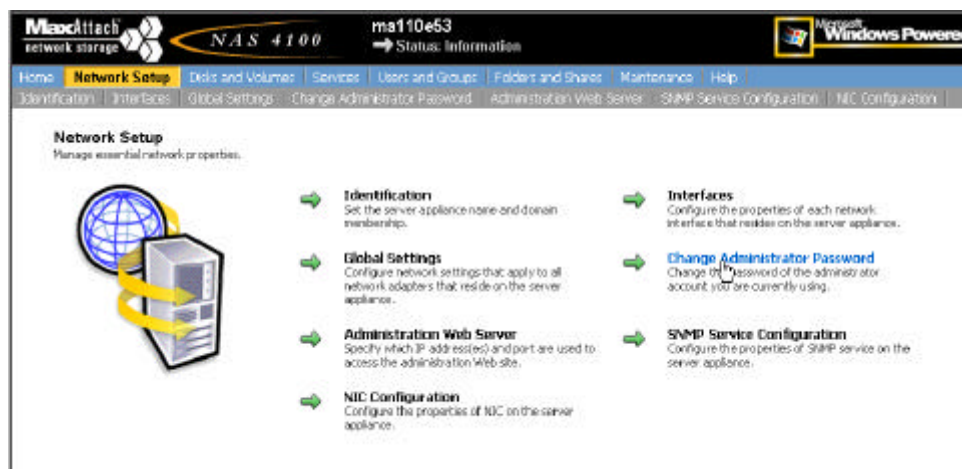 MaxAttach
network storage
NAS 4100
ma110e53
Status: Information
Microsoft
Windows Powered
Home Network Setup Disks and Volumes Services Users and Groups Folders and Shares Maintenance Help
Identification Interfaces Global Settings Change Administrator Password Administration Web Server SNMP Service Configuration NIC Configuration
Network Setup
Manage essential network properties.
Identification
Set the server appliance name and domain
membership.
Interfaces
Configure the properties of each network
interface that resides on the server appliance.
Global Settings
Configure network settings that apply to all
network adapters that reside on the server
appliance.
Change Administrator Password
Change the password of the administrator
account you are currently using.
Administration Web Server
Specify which IP address(es) and port are used to
access the administration Web site.
SNMP Service Configuration
Configure the properties of SNMP service on the
server appliance.
NIC Configuration
Configure the properties of NIC on the server
appliance.